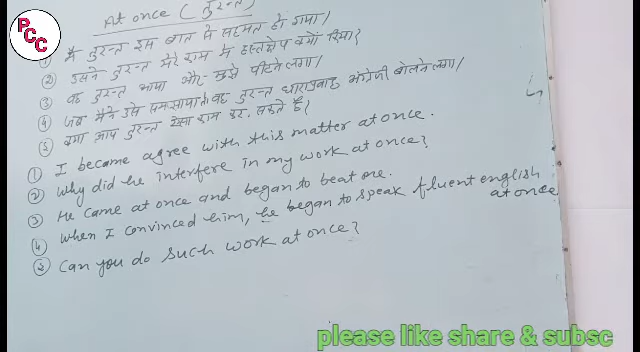 PCC
At once (तुरन्त)
① मैं तुरन्त इस बात से सहमत हो गया।
② उसने तुरन्त मेरे काम में हस्तक्षेप क्यों किया?
③ वह तुरन्त आया और मुझे पीटने लगा।
④ जब मैंने उसे समझाया तो वह तुरन्त धाराप्रवाह अंग्रेजी बोलने लगा।
⑤ क्या आप तुरन्त ऐसा काम कर सकते हैं?
① I became agree with this matter at once.
② Why did he interfere in my work at once?
③ He came at once and began to beat me.
④ When I convinced him, he began to speak fluent english at once
⑤ Can you do such work at once?
please like share & subsc